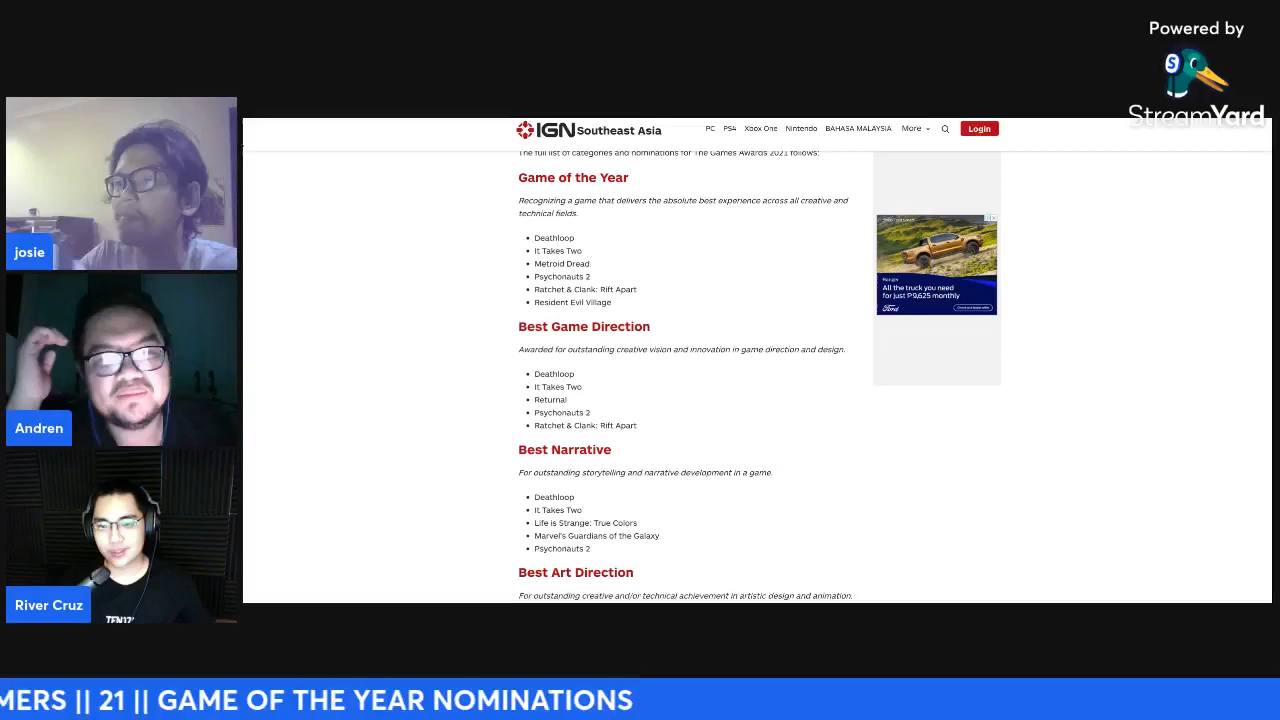 Powered by
S
StreamYard
josie
Andren
River Cruz
IGN Southeast Asia
PC PS4 Xbox One Nintendo BAHASA MALAYSIA More Login
The full list of categories and nominations for The Games Awards 2021 follows:
Game of the Year
Recognizing a game that delivers the absolute best experience across all creative and
technical fields.
Deathloop
It Takes Two
Metroid Dread
Psychonauts 2
Ratchet & Clank: Rift Apart
Resident Evil Village
Best Game Direction
Awarded for outstanding creative vision and innovation in game direction and design.
Deathloop
It Takes Two
Returnal
Psychonauts 2
Ratchet & Clank: Rift Apart
Best Narrative
For outstanding storytelling and narrative development in a game.
Deathloop
It Takes Two
Life is Strange: True Colors
Marvel's Guardians of the Galaxy
Psychonauts 2
Best Art Direction
For outstanding creative and/or technical achievement in artistic design and animation.
Ranger
All the truck you need
for just P9,625 monthly
Ford
MERS || 21 || GAME OF THE YEAR NOMINATIONS